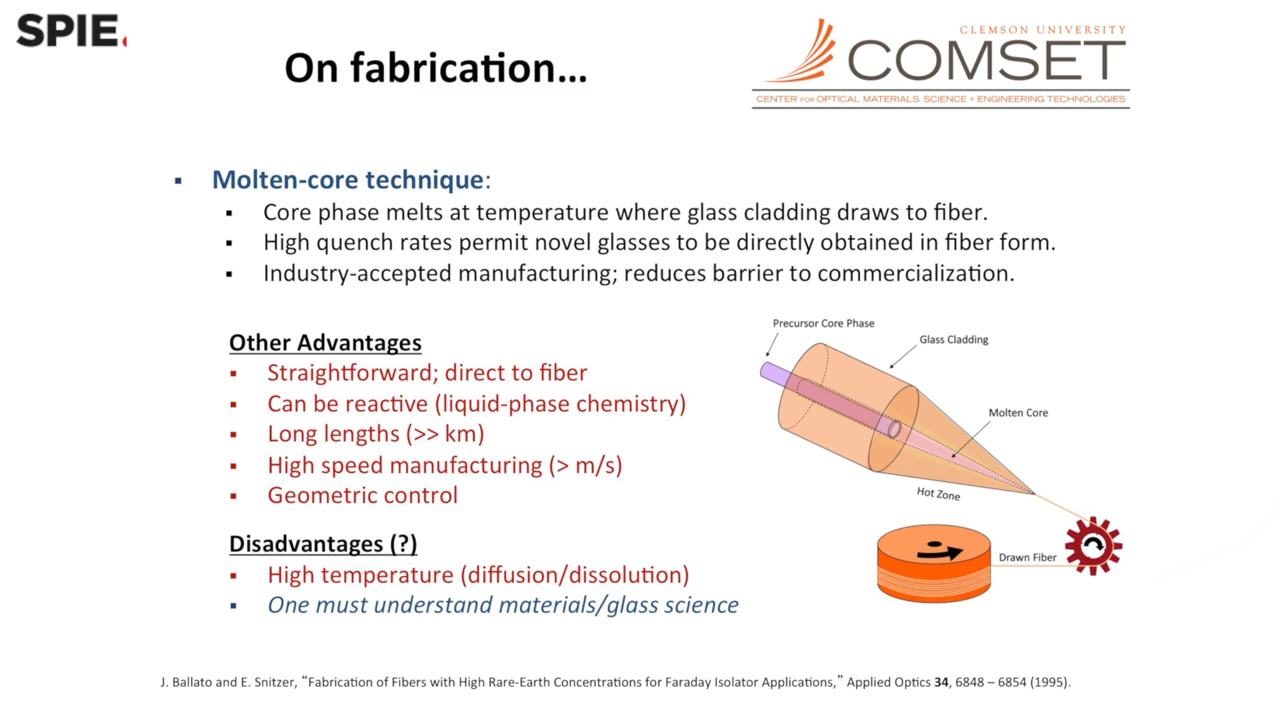 SPIE.
On fabrication...
CLEMSON UNIVERSITY
COMSET
CENTER FOR OPTICAL MATERIALS SCIENCE + ENGINEERING TECHNOLOGIES
▪ Molten-core technique:
▪ Core phase melts at temperature where glass cladding draws to fiber.
▪ High quench rates permit novel glasses to be directly obtained in fiber form.
▪ Industry-accepted manufacturing; reduces barrier to commercialization.
Other Advantages
▪ Straightforward; direct to fiber
▪ Can be reactive (liquid-phase chemistry)
▪ Long lengths (>> km)
▪ High speed manufacturing (> m/s)
▪ Geometric control
Disadvantages (?)
▪ High temperature (diffusion/dissolution)
▪ One must understand materials/glass science
Precursor Core Phase
Glass Cladding
Molten Core
Hot Zone
Drawn Fiber
J. Ballato and E. Snitzer, “Fabrication of Fibers with High Rare-Earth Concentrations for Faraday Isolator Applications,” Applied Optics 34, 6848 – 6854 (1995).